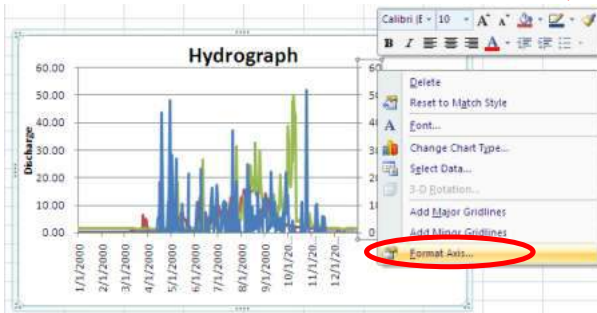 Calibri (E 10 A A
B I A
Hydrograph
60.00
50.00
40.00
30.00
20.00
10.00
0.00
Discharge
1/1/2000
2/1/2000
3/1/2000
4/1/2000
5/1/2000
6/1/2000
7/1/2000
8/1/2000
9/1/2000
10/1/20...
11/1/20...
12/1/20...
Delete
Reset to Match Style
A Font...
Change Chart Type...
Select Data...
3-D Rotation...
Add Major Gridlines
Add Minor Gridlines
Format Axis...